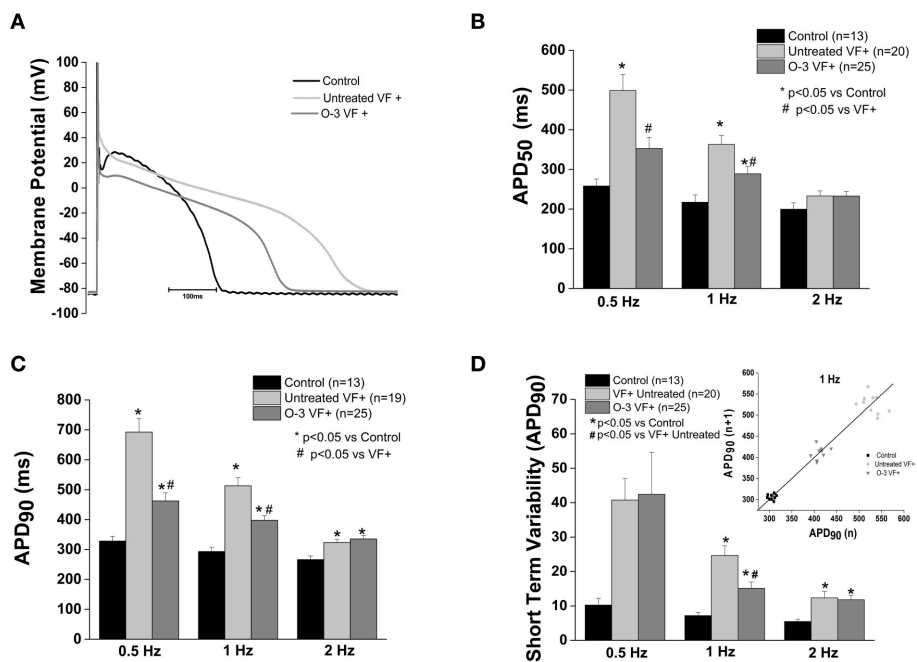 A
Membrane Potential (mV)
100
80
60
40
20
0
-20
-40
-60
-80
-100
Control
Untreated VF +
O-3 VF +
100ms
B
Control (n=13)
Untreated VF+ (n=20)
O-3 VF+ (n=25)
* p<0.05 vs Control
# p<0.05 vs VF+
APD50 (ms)
600
500
400
300
200
100
0
*
#
*
*#
0.5 Hz
1 Hz
2 Hz
C
Control (n=13)
Untreated VF+ (n=19)
O-3 VF+ (n=25)
* p<0.05 vs Control
# p<0.05 vs VF+
APD90 (ms)
800
700
600
500
400
300
200
100
0
*
*#
*
*#
*
*
0.5 Hz
1 Hz
2 Hz
D
Control (n=13)
VF+ Untreated (n=20)
O-3 VF+ (n=25)
*p<0.05 vs Control
#p<0.05 vs VF+ Untreated
Short Term Variability (APD90)
70
60
50
40
30
20
10
0
*
*#
*
*
0.5 Hz
1 Hz
2 Hz
1 Hz
APD90 (n+1)
600
550
500
450
400
350
300
Control
Untreated VF+
O-3 VF+
300
350
400
450
500
550
600
APD90 (n)